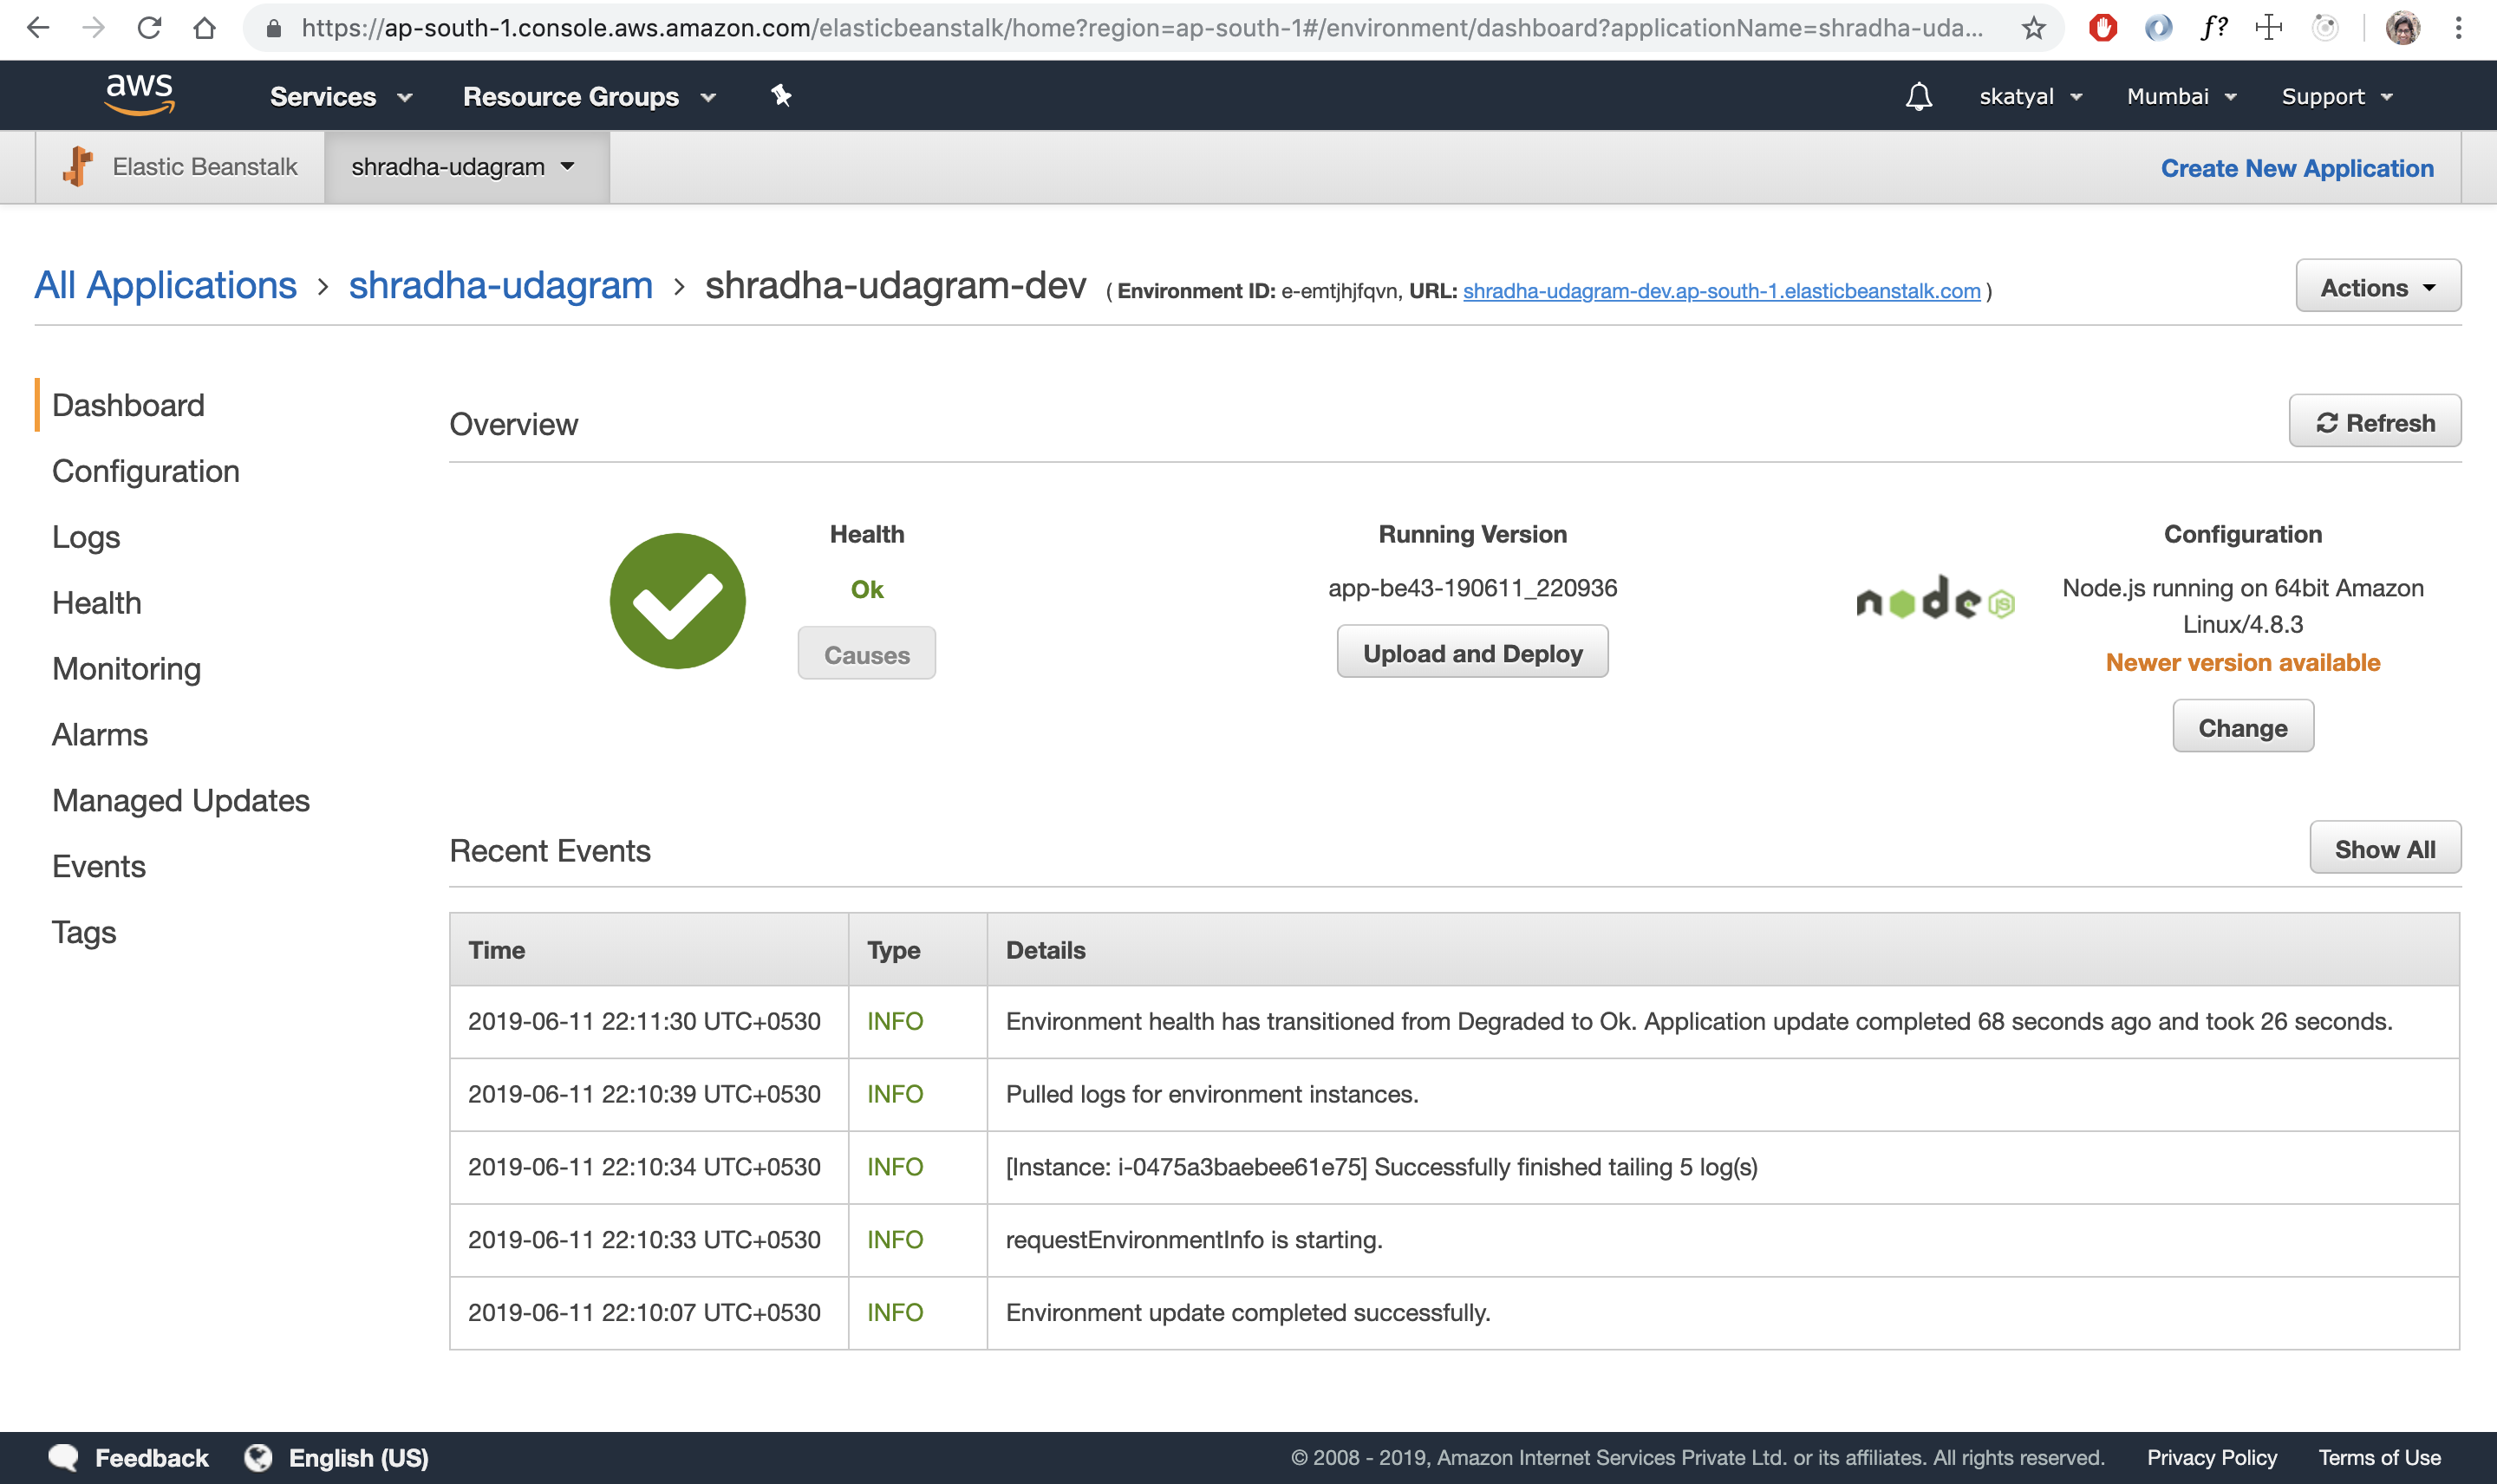 https://ap-south-1.console.aws.amazon.com/elasticbeanstalk/home?region=ap-south-1#/environment/dashboard?applicationName=shradha-uda...
f?
aws
Services
Resource Groups
skatyal
Mumbai
Support
Elastic Beanstalk
shradha-udagram
Create New Application
All Applications › shradha-udagram › shradha-udagram-dev ( Environment ID: e-emtjhjfqvn, URL: shradha-udagram-dev.ap-south-1.elasticbeanstalk.com )
Actions
Dashboard
Configuration
Logs
Health
Monitoring
Alarms
Managed Updates
Events
Tags
Overview
Refresh
Health
Ok
Causes
Running Version
app-be43-190611_220936
Upload and Deploy
node JS
Configuration
Node.js running on 64bit Amazon
Linux/4.8.3
Newer version available
Change
Recent Events
Show All
Time Type Details
2019-06-11 22:11:30 UTC+0530 INFO Environment health has transitioned from Degraded to Ok. Application update completed 68 seconds ago and took 26 seconds.
2019-06-11 22:10:39 UTC+0530 INFO Pulled logs for environment instances.
2019-06-11 22:10:34 UTC+0530 INFO [Instance: i-0475a3baebee61e75] Successfully finished tailing 5 log(s)
2019-06-11 22:10:33 UTC+0530 INFO requestEnvironmentInfo is starting.
2019-06-11 22:10:07 UTC+0530 INFO Environment update completed successfully.
Feedback
English (US)
© 2008 - 2019, Amazon Internet Services Private Ltd. or its affiliates. All rights reserved.
Privacy Policy
Terms of Use